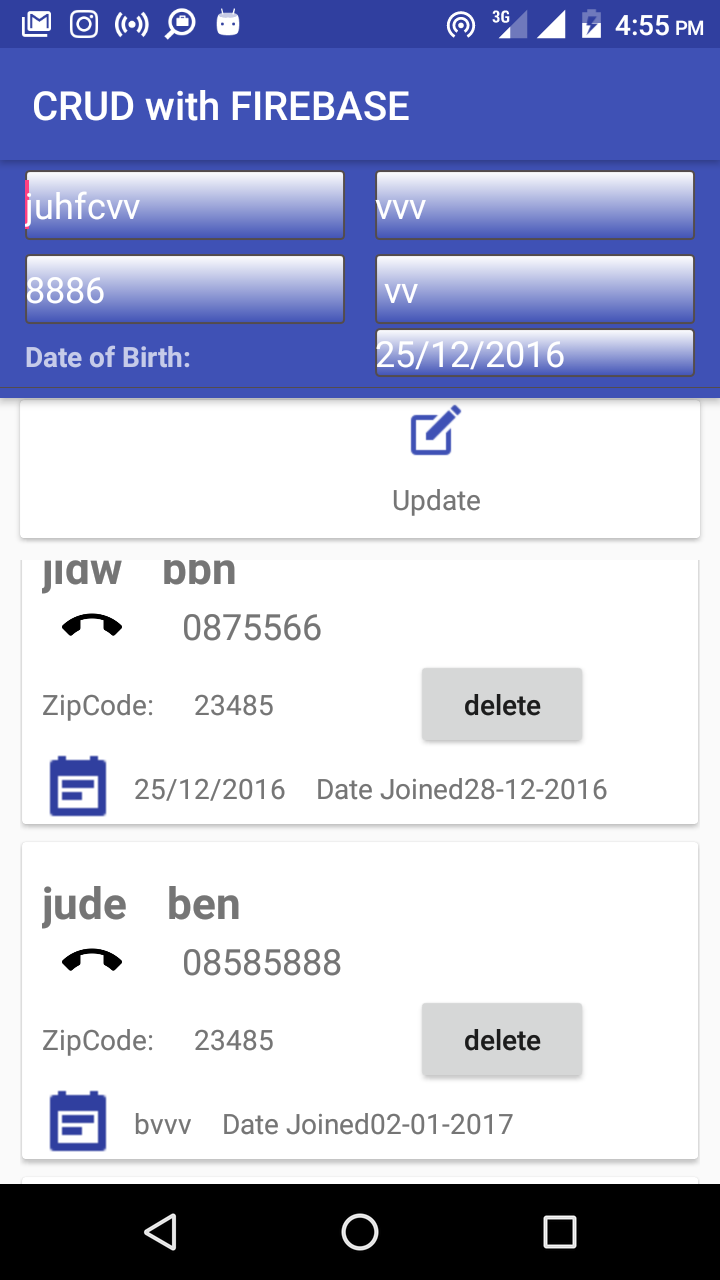 3G 4:55 PM
CRUD with FIREBASE
juhfcvv vvv
8886 vv
Date of Birth: 25/12/2016
Update
jidw bbn
0875566
ZipCode: 23485 delete
25/12/2016 Date Joined28-12-2016
jude ben
08585888
ZipCode: 23485 delete
bvvv Date Joined02-01-2017